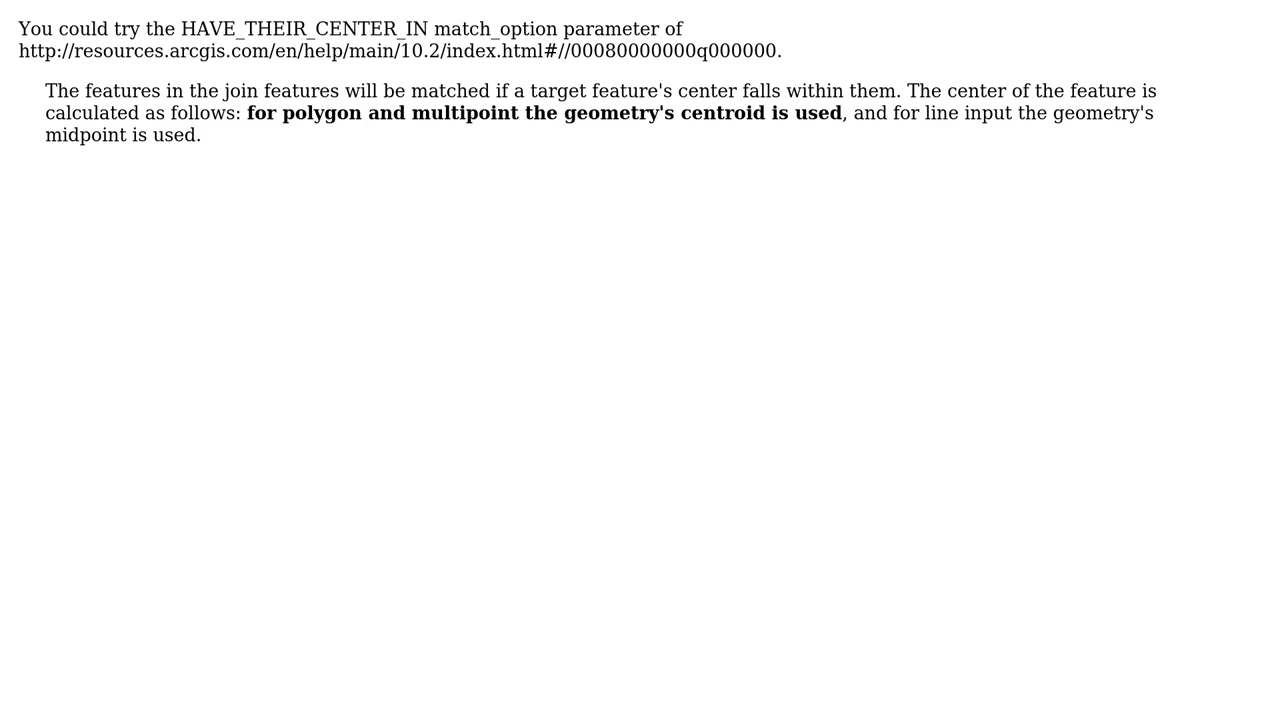 You could try the HAVE_THEIR_CENTER_IN match_option parameter of
http://resources.arcgis.com/en/help/main/10.2/index.html#//00080000000q000000.
The features in the join features will be matched if a target feature's center falls within them. The center of the feature is
calculated as follows: for polygon and multipoint the geometry's centroid is used, and for line input the geometry's
midpoint is used.